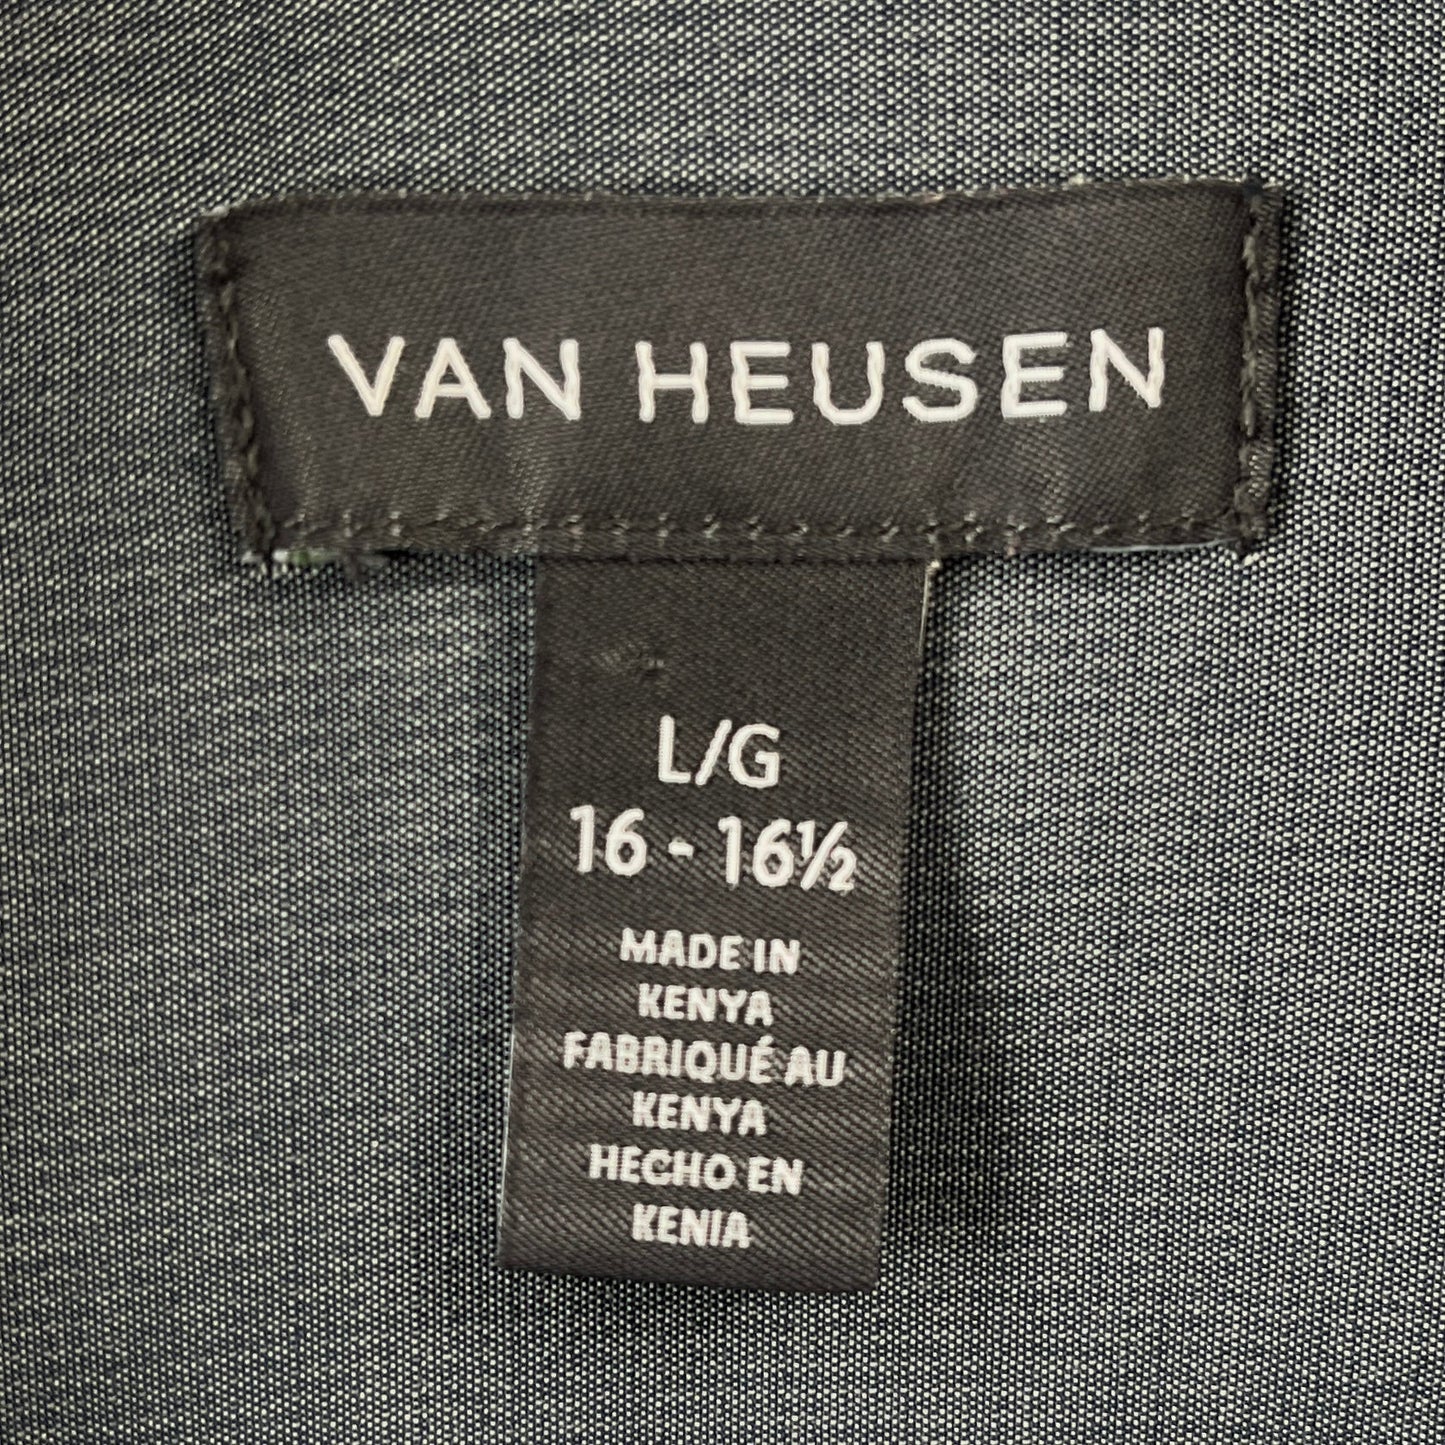 VAN HEUSEN
L/G
16 - 16½
MADE IN
KENYA
FABRIQUÉ AU
KENYA
HECHO EN
KENIA